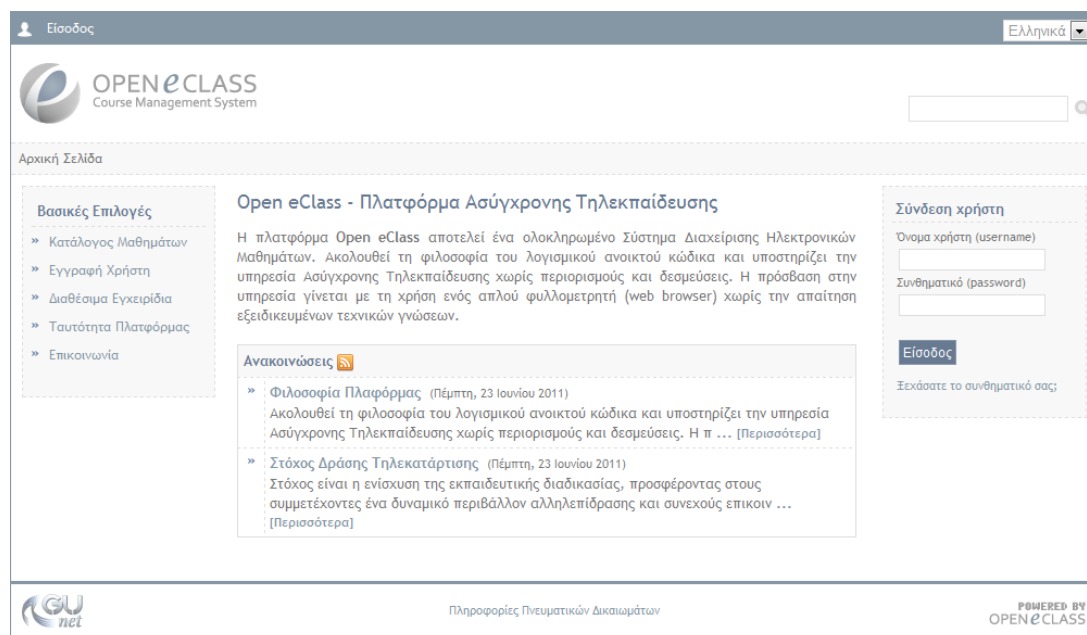 Είσοδος
Ελληνικά
OPEN eCLASS
Course Management System
Αρχική Σελίδα
Βασικές Επιλογές
» Κατάλογος Μαθημάτων
» Εγγραφή Χρήστη
» Διαθέσιμα Εγχειρίδια
» Ταυτότητα Πλατφόρμας
» Επικοινωνία
Open eClass - Πλατφόρμα Ασύγχρονης Τηλεκπαίδευσης
Η πλατφόρμα Open eClass αποτελεί ένα ολοκληρωμένο Σύστημα Διαχείρισης Ηλεκτρονικών
Μαθημάτων. Ακολουθεί τη φιλοσοφία του λογισμικού ανοικτού κώδικα και υποστηρίζει την
υπηρεσία Ασύγχρονης Τηλεκπαίδευσης χωρίς περιορισμούς και δεσμεύσεις. Η πρόσβαση στην
υπηρεσία γίνεται με τη χρήση ενός απλού φυλλομετρητή (web browser) χωρίς την απαίτηση
εξειδικευμένων τεχνικών γνώσεων.
Ανακοινώσεις
» Φιλοσοφία Πλαφόρμας (Πέμπτη, 23 Ιουνίου 2011)
Ακολουθεί τη φιλοσοφία του λογισμικού ανοικτού κώδικα και υποστηρίζει την υπηρεσία
Ασύγχρονης Τηλεκπαίδευσης χωρίς περιορισμούς και δεσμεύσεις. Η π ... [Περισσότερα]
» Στόχος Δράσης Τηλεκατάρτισης (Πέμπτη, 23 Ιουνίου 2011)
Στόχος είναι η ενίσχυση της εκπαιδευτικής διαδικασίας, προσφέροντας στους
συμμετέχοντες ένα δυναμικό περιβάλλον αλληλεπίδρασης και συνεχούς επικοιν ...
[Περισσότερα]
Σύνδεση χρήστη
Όνομα χρήστη (username)
Συνθηματικό (password)
Είσοδος
Ξεχάσατε το συνθηματικό σας;
GUnet
Πληροφορίες Πνευματικών Δικαιωμάτων
POWERED BY
OPEN eCLASS